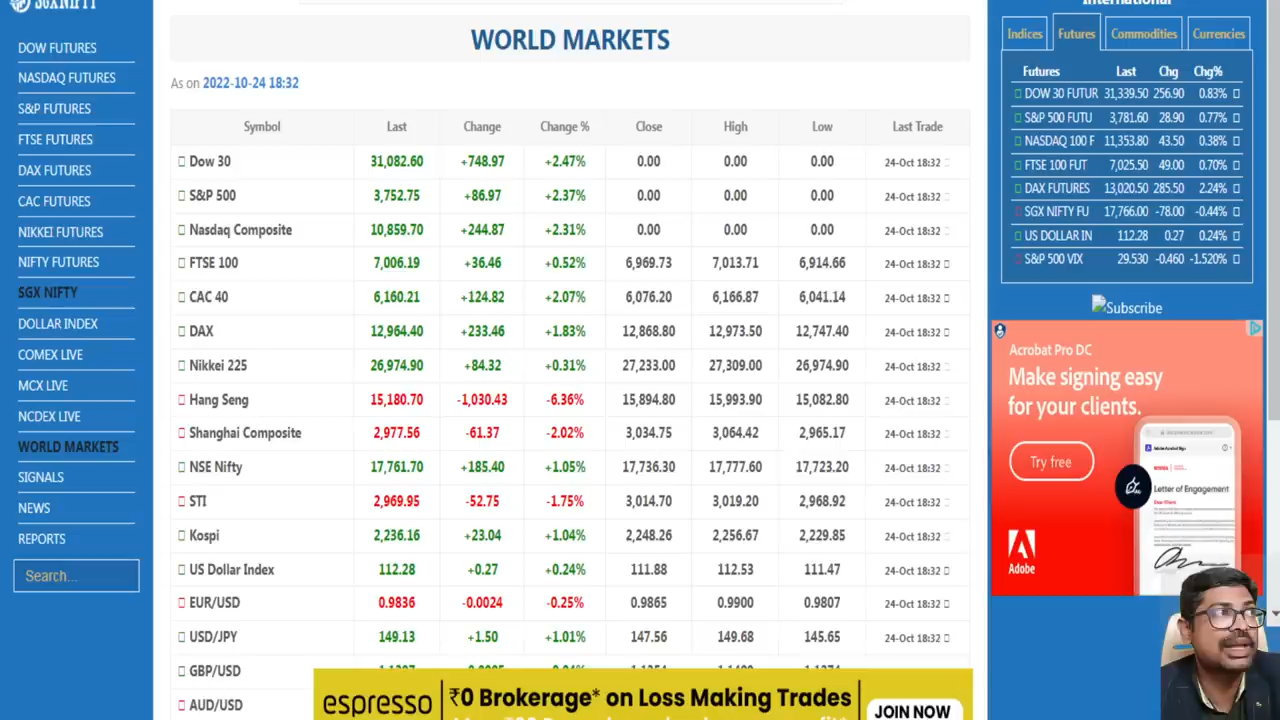 SGXNIFTY
DOW FUTURES
NASDAQ FUTURES
S&P FUTURES
FTSE FUTURES
DAX FUTURES
CAC FUTURES
NIKKEI FUTURES
NIFTY FUTURES
SGX NIFTY
DOLLAR INDEX
COMEX LIVE
MCX LIVE
NCDEX LIVE
WORLD MARKETS
SIGNALS
NEWS
REPORTS
Search...
WORLD MARKETS
As on 2022-10-24 18:32
Symbol Last Change Change % Close High Low Last Trade
Dow 30 31,082.60 +748.97 +2.47% 0.00 0.00 0.00 24-Oct 18:32
S&P 500 3,752.75 +86.97 +2.37% 0.00 0.00 0.00 24-Oct 18:32
Nasdaq Composite 10,859.70 +244.87 +2.31% 0.00 0.00 0.00 24-Oct 18:32
FTSE 100 7,006.19 +36.46 +0.52% 6,969.73 7,013.71 6,914.66 24-Oct 18:32
CAC 40 6,160.21 +124.82 +2.07% 6,076.20 6,166.87 6,041.14 24-Oct 18:32
DAX 12,964.40 +233.46 +1.83% 12,868.80 12,973.50 12,747.40 24-Oct 18:32
Nikkei 225 26,974.90 +84.32 +0.31% 27,233.00 27,309.00 26,974.90 24-Oct 18:32
Hang Seng 15,180.70 -1,030.43 -6.36% 15,894.80 15,993.90 15,082.80 24-Oct 18:32
Shanghai Composite 2,977.56 -61.37 -2.02% 3,034.75 3,064.42 2,965.17 24-Oct 18:32
NSE Nifty 17,761.70 +185.40 +1.05% 17,736.30 17,777.60 17,723.20 24-Oct 18:32
STI 2,969.95 -52.75 -1.75% 3,014.70 3,019.20 2,968.92 24-Oct 18:32
Kospi 2,236.16 +23.04 +1.04% 2,248.26 2,256.67 2,229.85 24-Oct 18:32
US Dollar Index 112.28 +0.27 +0.24% 111.88 112.53 111.47 24-Oct 18:32
EUR/USD 0.9836 -0.0024 -0.25% 0.9865 0.9900 0.9807 24-Oct 18:32
USD/JPY 149.13 +1.50 +1.01% 147.56 149.68 145.65 24-Oct 18:32
GBP/USD
AUD/USD
espresso ₹0 Brokerage* on Loss Making Trades
JOIN NOW
International
Indices Futures Commodities Currencies
Futures Last Chg Chg%
DOW 30 FUTUR 31,339.50 256.90 0.83%
S&P 500 FUTU 3,781.60 28.90 0.77%
NASDAQ 100 F 11,353.80 43.50 0.38%
FTSE 100 FUT 7,025.50 49.00 0.70%
DAX FUTURES 13,020.50 285.50 2.24%
SGX NIFTY FU 17,766.00 -78.00 -0.44%
US DOLLAR IN 112.28 0.27 0.24%
S&P 500 VIX 29.530 -0.460 -1.520%
Subscribe
Acrobat Pro DC
Make signing easy
for your clients.
Try free
Letter of Engagement
Adobe